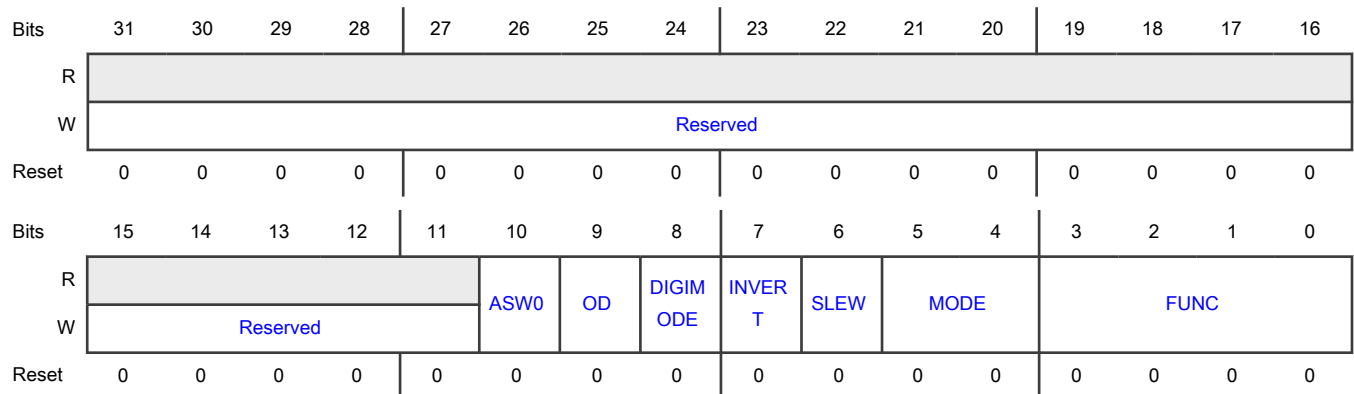 Bits 31 30 29 28 27 26 25 24 23 22 21 20 19 18 17 16
R
W Reserved
Reset 0 0 0 0 0 0 0 0 0 0 0 0 0 0 0 0
Bits 15 14 13 12 11 10 9 8 7 6 5 4 3 2 1 0
R
W Reserved ASW0 OD DIGIM INVER SLEW MODE FUNC
ODE T
Reset 0 0 0 0 0 0 0 0 0 0 0 0 0 0 0 0